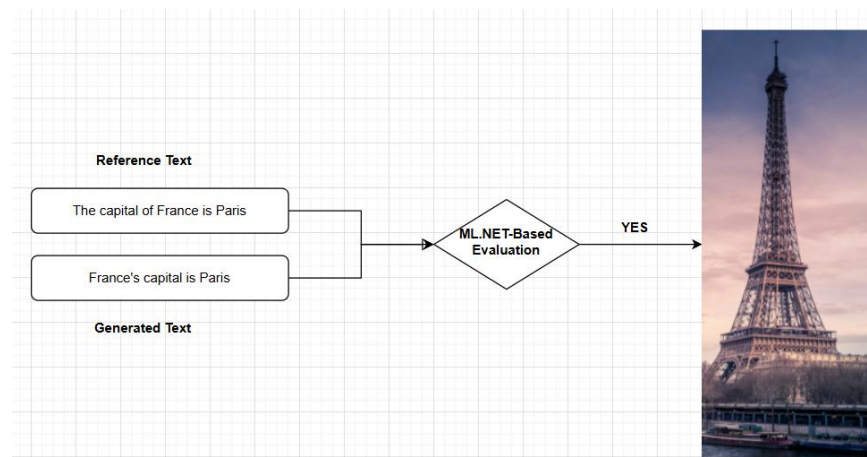 Reference Text
The capital of France is Paris
France's capital is Paris
Generated Text
ML.NET-Based
Evaluation
YES